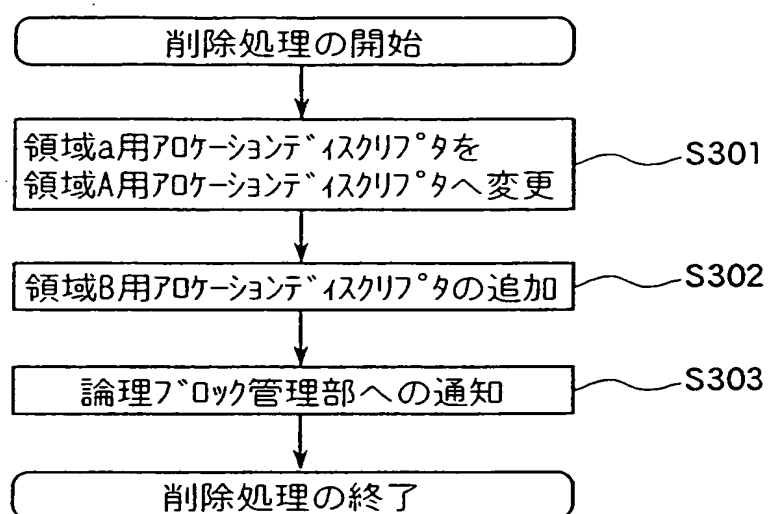 削除処理の開始
領域a用ｱﾛｹｰｼｮﾝﾃﾞｨｽｸﾘﾌﾟﾀを
領域A用ｱﾛｹｰｼｮﾝﾃﾞｨｽｸﾘﾌﾟﾀへ変更
S301
領域B用ｱﾛｹｰｼｮﾝﾃﾞｨｽｸﾘﾌﾟﾀの追加
S302
論理ﾌﾞﾛｯｸ管理部への通知
S303
削除処理の終了